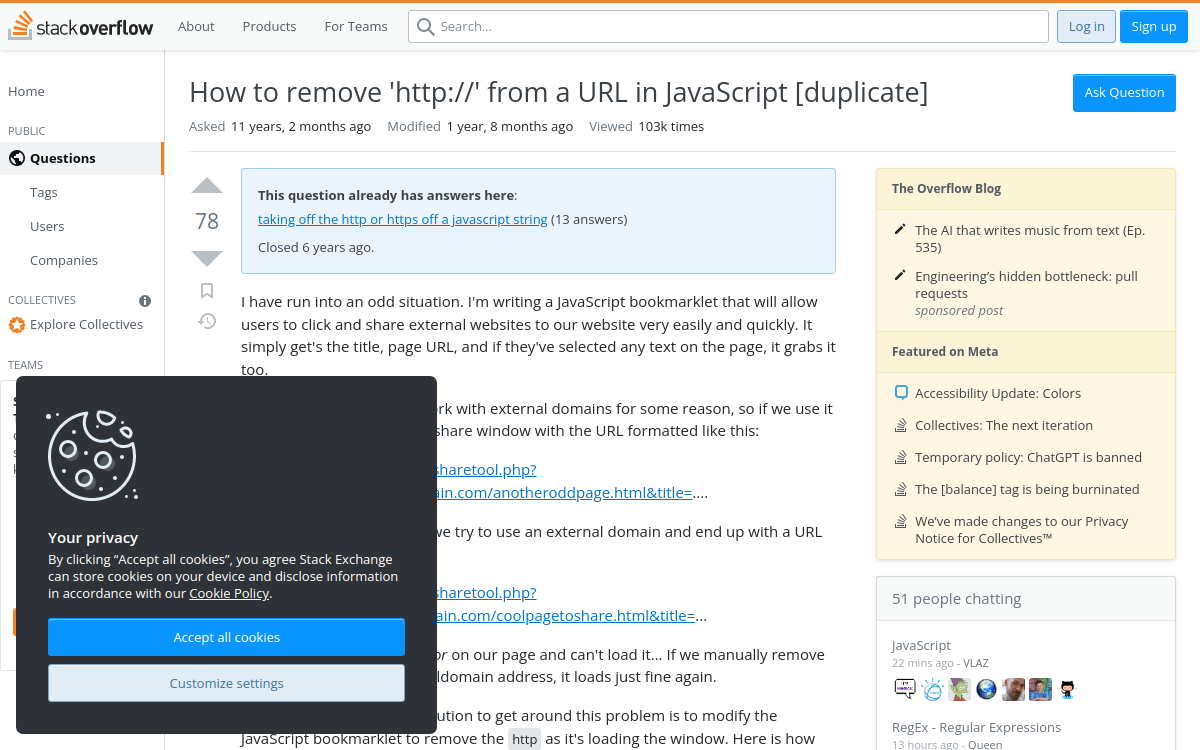 stackoverflow
About
Products
For Teams
Search…
Log in
Sign up
Home
PUBLIC
Questions
Tags
Users
Companies
COLLECTIVES
Explore Collectives
TEAMS
How to remove 'http://' from a URL in JavaScript [duplicate]
Ask Question
Asked 11 years, 2 months ago Modified 1 year, 8 months ago Viewed 103k times
78
This question already has answers here:
taking off the http or https off a javascript string (13 answers)
Closed 6 years ago.
I have run into an odd situation. I'm writing a JavaScript bookmarklet that will allow
users to click and share external websites to our website very easily and quickly. It
simply get's the title, page URL, and if they've selected any text on the page, it grabs it
too.
rk with external domains for some reason, so if we use it
share window with the URL formatted like this:
sharetool.php?
ain.com/anotheroddpage.html&title=....
we try to use an external domain and end up with a URL
sharetool.php?
ain.com/coolpagetoshare.html&title=...
or on our page and can't load it... If we manually remove
ldomain address, it loads just fine again.
ution to get around this problem is to modify the
JavaScript bookmarklet to remove the http as it's loading the window. Here is how
Your privacy
By clicking “Accept all cookies”, you agree Stack Exchange
can store cookies on your device and disclose information
in accordance with our Cookie Policy.
Accept all cookies
Customize settings
The Overflow Blog
The AI that writes music from text (Ep.
535)
Engineering’s hidden bottleneck: pull
requests
sponsored post
Featured on Meta
Accessibility Update: Colors
Collectives: The next iteration
Temporary policy: ChatGPT is banned
The [balance] tag is being burninated
We’ve made changes to our Privacy
Notice for Collectives™
51 people chatting
JavaScript
22 mins ago - VLAZ
RegEx - Regular Expressions
13 hours ago - Queen